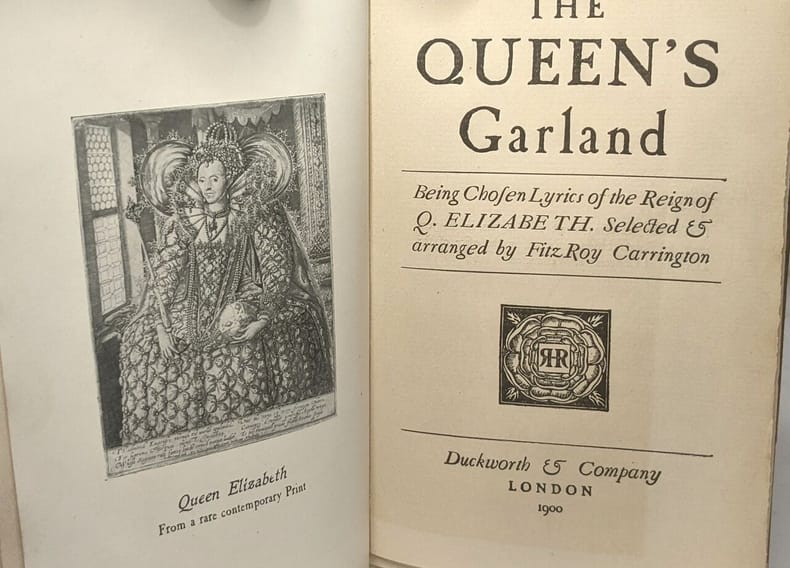 Queen Elizabeth
From a rare contemporary Print
THE
QUEEN'S
Garland
Being Choſen Lyrics of the Reign of
Q. ELIZABETH. Selected &
arranged by FitzRoy Carrington
RHR
Duckworth & Company
LONDON
1900